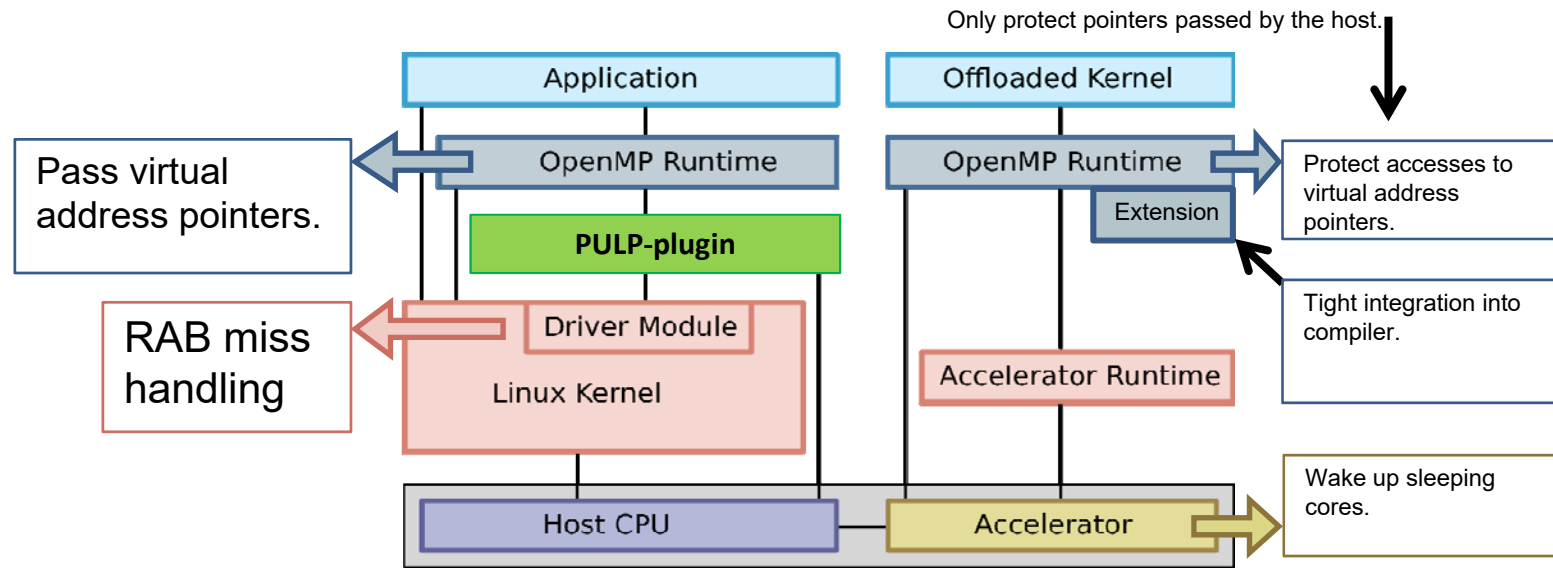 Only protect pointers passed by the host.
Application
Offloaded Kernel
Pass virtual
address pointers.
OpenMP Runtime
OpenMP Runtime
Protect accesses to
virtual address
pointers.
Extension
PULP-plugin
RAB miss
handling
Driver Module
Linux Kernel
Tight integration into
compiler.
Accelerator Runtime
Host CPU
Accelerator
Wake up sleeping
cores.